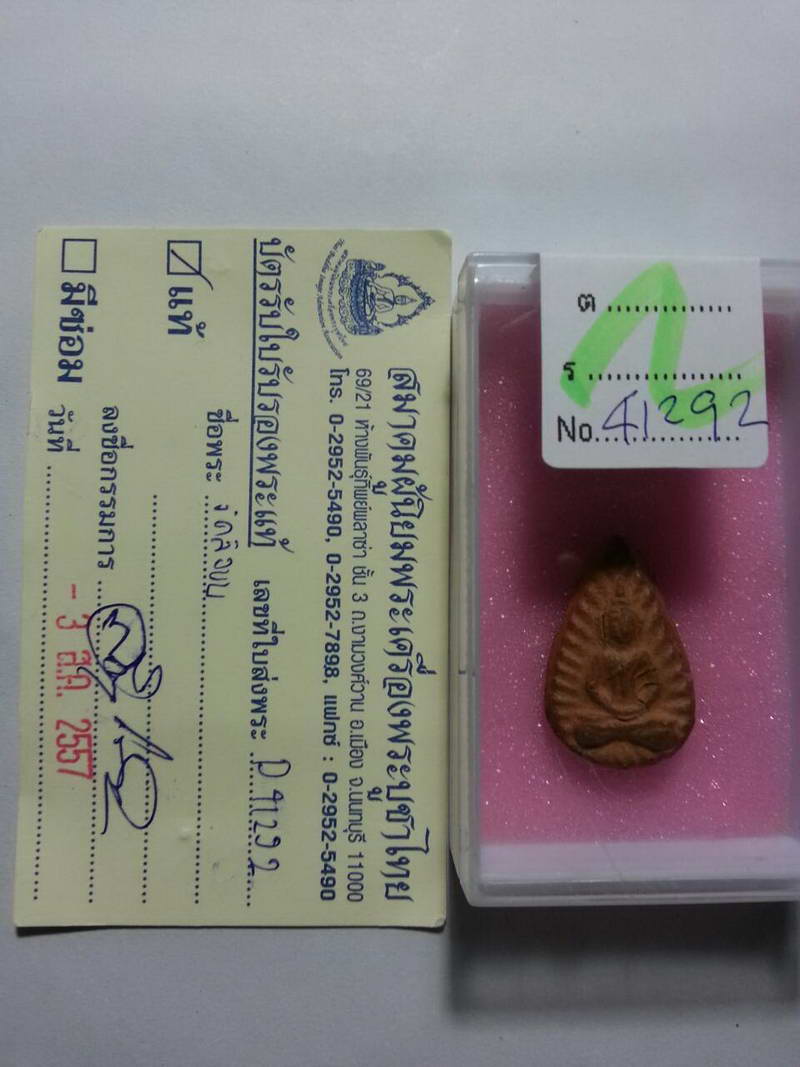 สมาคมผู้นิยมพระเครื่องพระบูชาไทย
69/21 ห้างพันธุ์ทิพย์พลาซ่า ชั้น 3 ถ.งามวงศ์วาน อ.เมือง จ.นนทบุรี 11000
โทร. 0-2952-5490, 0-2952-7898, แฟกซ์ : 0-2952-5490
บัตรรับใบรับรองพระแท้ เลขที่ใบส่งพระ
ชื่อพระ
แท้
ลงชื่อกรรมการ
มีซ่อม วันที่ - 3 ส.ค. 2557
ต
ร
No. 41292